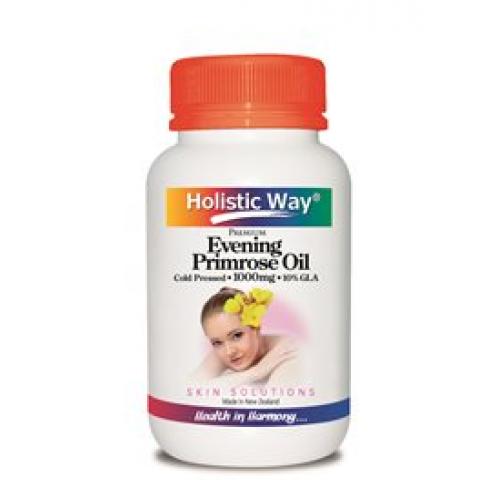 Holistic Way®
PREMIUM
Evening
Primrose Oil
Cold Pressed • 1000mg • 10% GLA
SKIN SOLUTIONS
Made in New Zealand
Health in Harmony...